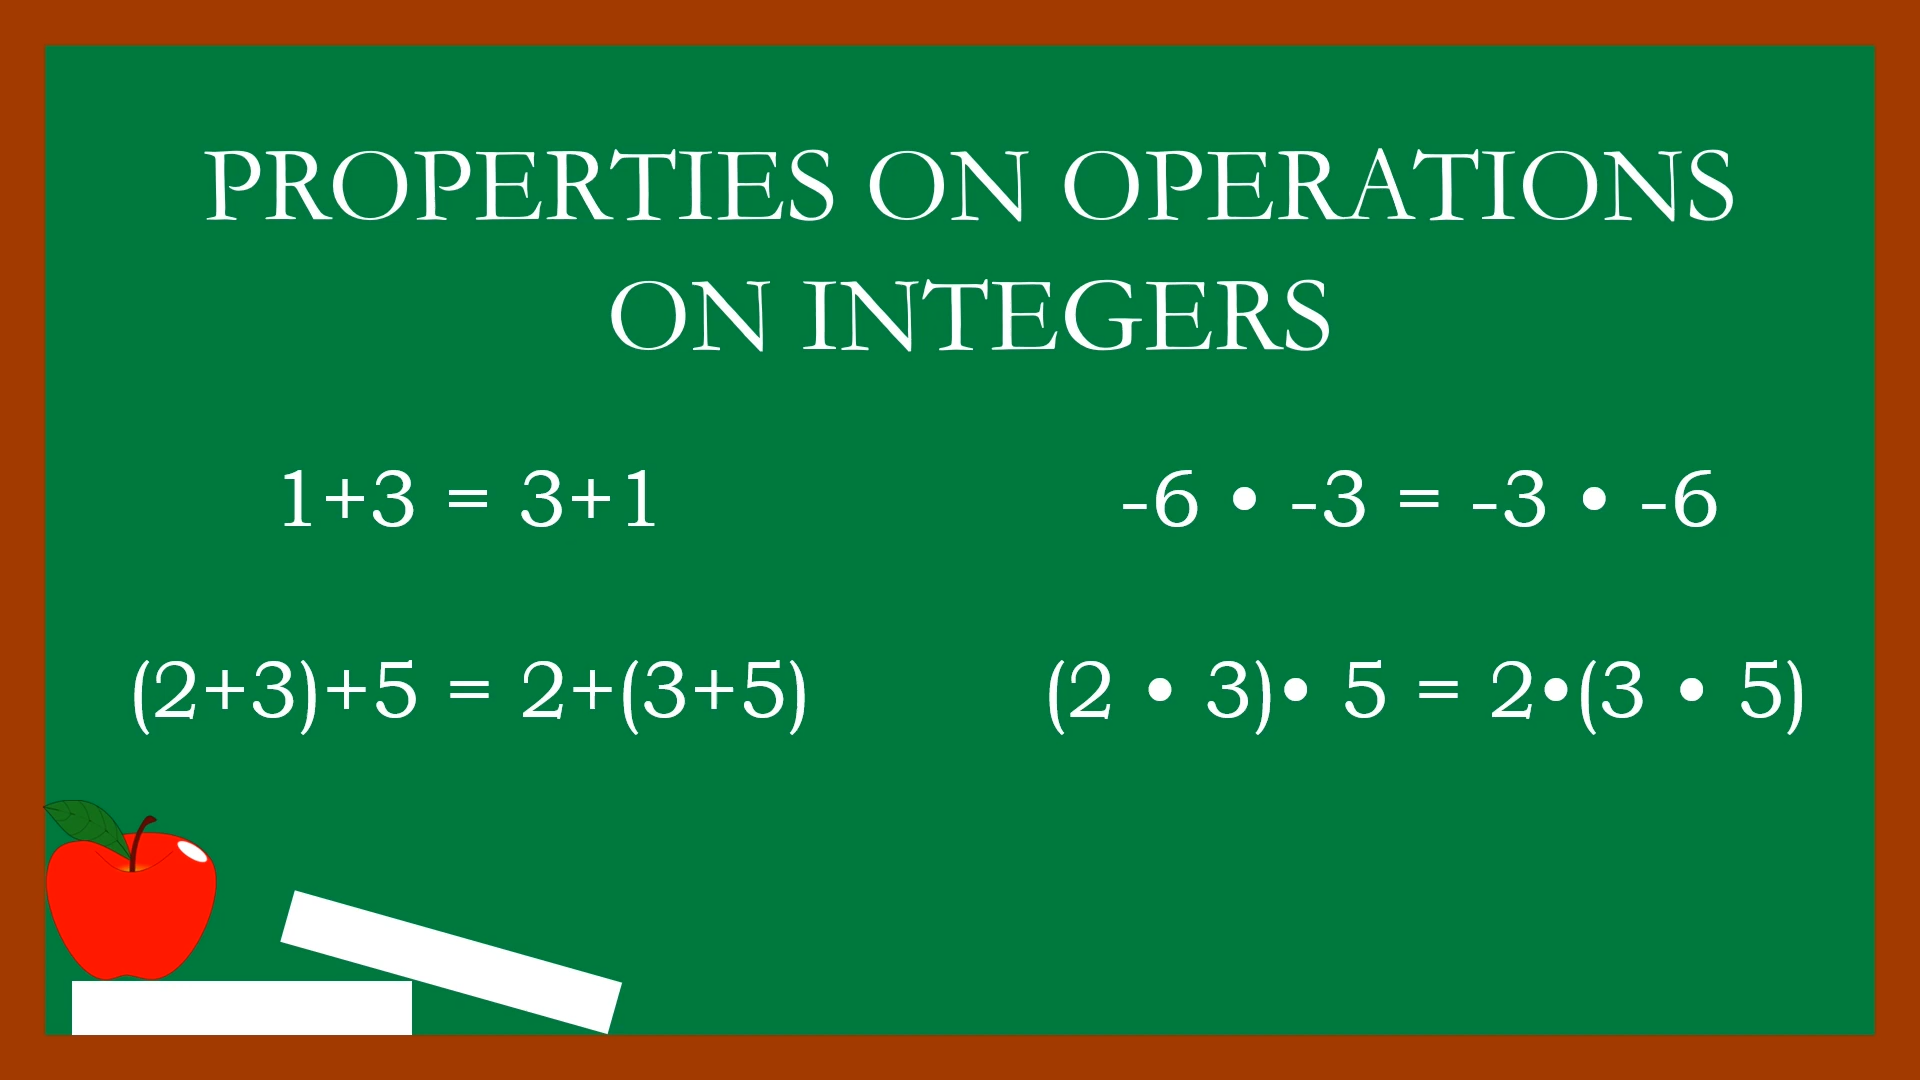 PROPERTIES ON OPERATIONS
ON INTEGERS
1+3 = 3+1
-6 • -3 = -3 • -6
(2+3)+5 = 2+(3+5)
(2 • 3)• 5 = 2•(3 • 5)